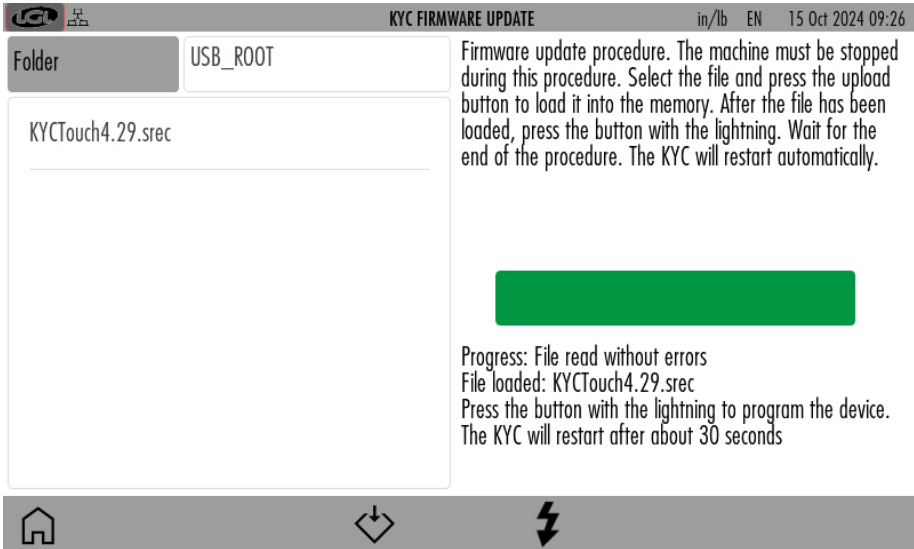 LGL
KYC FIRMWARE UPDATE
in/lb EN 15 Oct 2024 09:26
Folder
USB_ROOT
KYCTouch4.29.srec
Firmware update procedure. The machine must be stopped
during this procedure. Select the file and press the upload
button to load it into the memory. After the file has been
loaded, press the button with the lightning. Wait for the
end of the procedure. The KYC will restart automatically.
Progress: File read without errors
File loaded: KYCTouch4.29.srec
Press the button with the lightning to program the device.
The KYC will restart after about 30 seconds